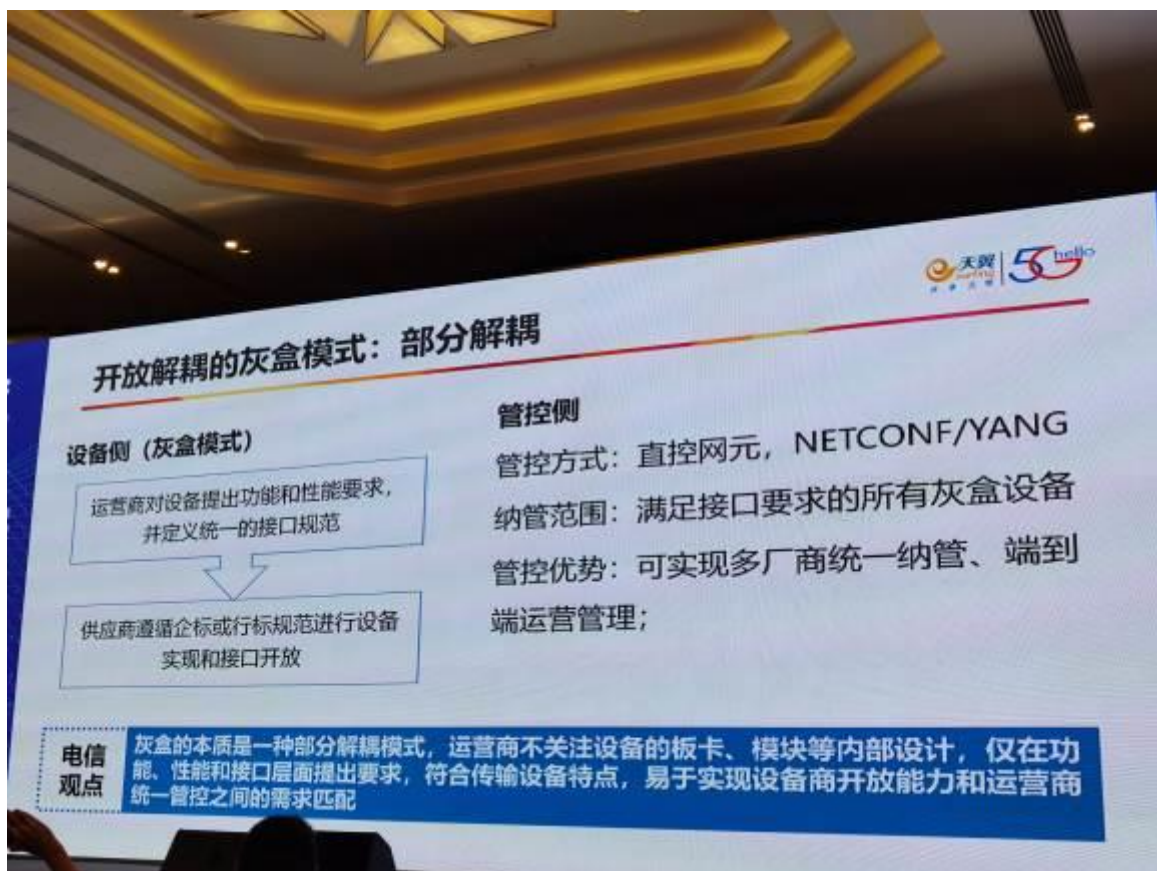 天翼
5G hello
开放解耦的灰盒模式：部分解耦
设备侧（灰盒模式）
运营商对设备提出功能和性能要求，
并定义统一的接口规范
供应商遵循企标或行标规范进行设备
实现和接口开放
管控侧
管控方式：直控网元，NETCONF/YANG
纳管范围：满足接口要求的所有灰盒设备
管控优势：可实现多厂商统一纳管、端到
端运营管理；
电信
观点
灰盒的本质是一种部分解耦模式，运营商不关注设备的板卡、模块等内部设计，仅在功
能、性能和接口层面提出要求，符合传输设备特点，易于实现设备商开放能力和运营商
统一管控之间的需求匹配